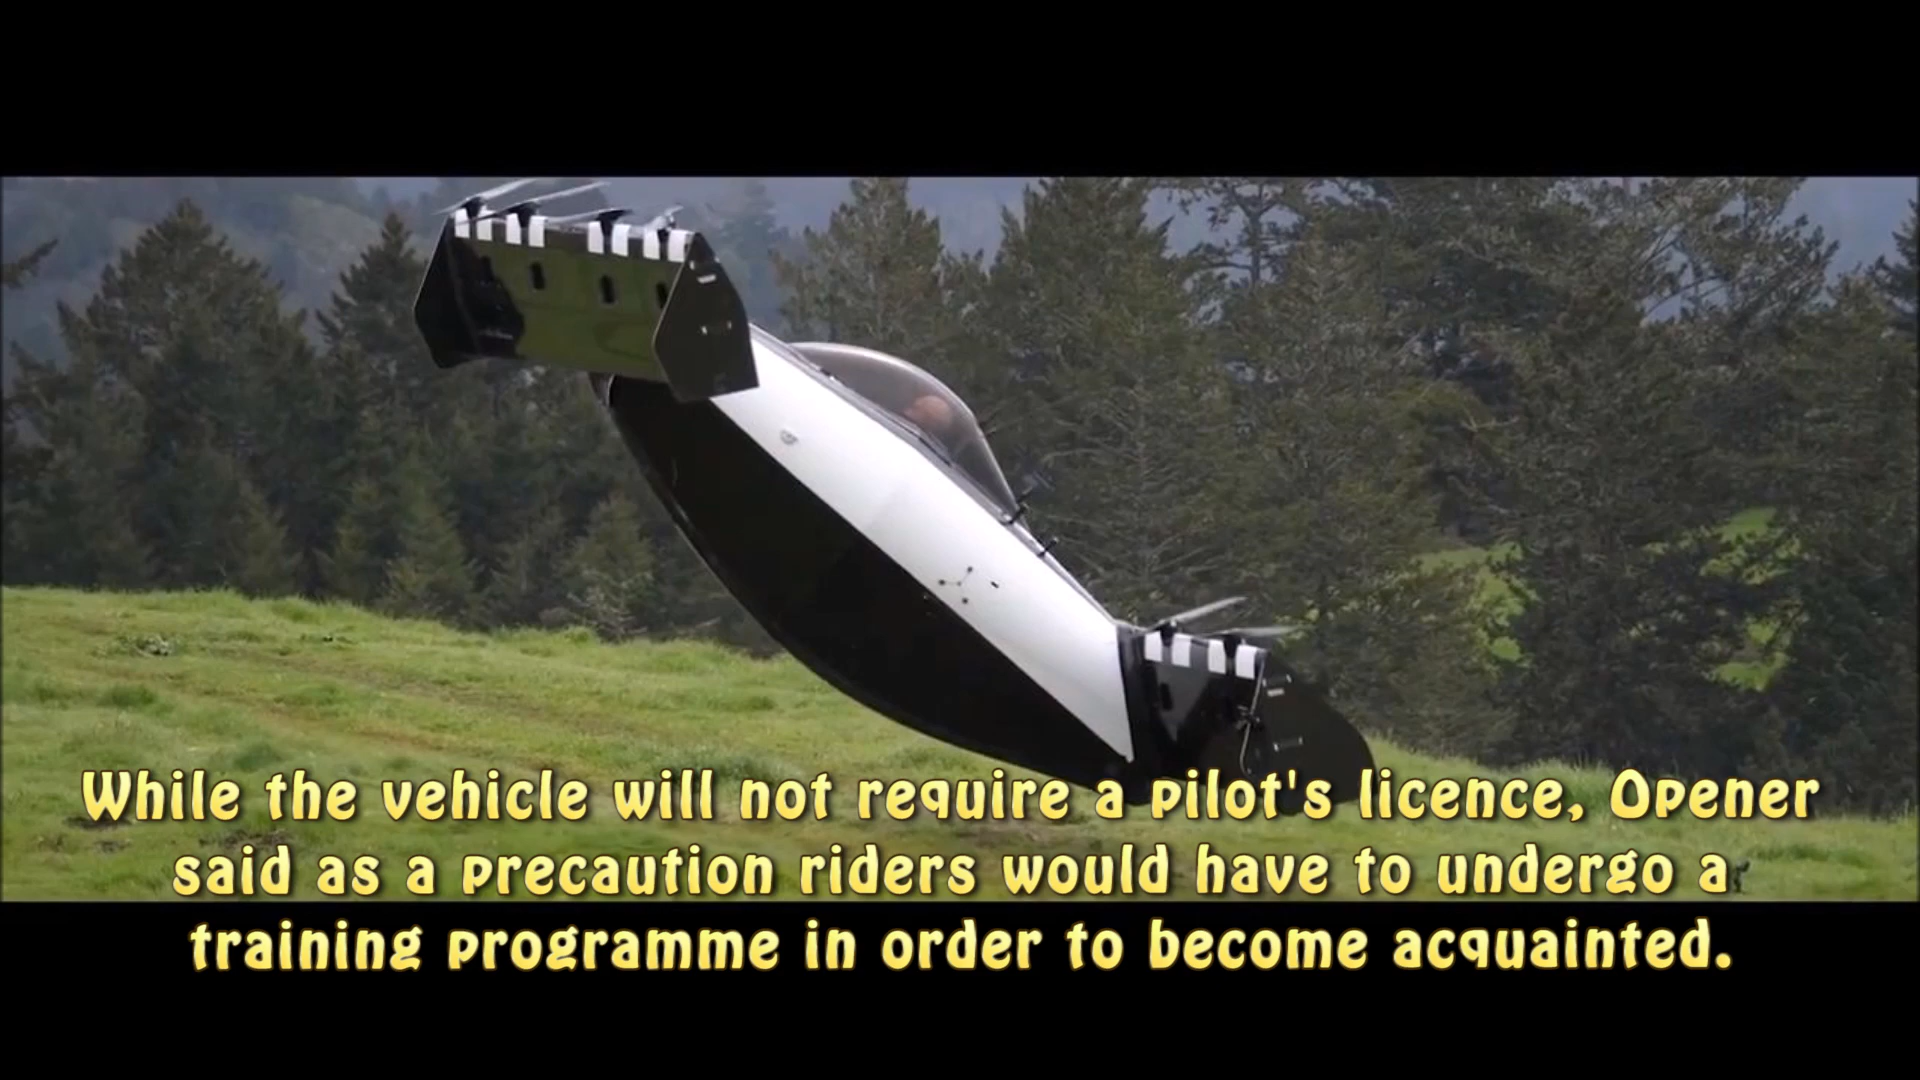 While the vehicle will not require a pilot's licence, Opener
said as a precaution riders would have to undergo a
training programme in order to become acquainted.